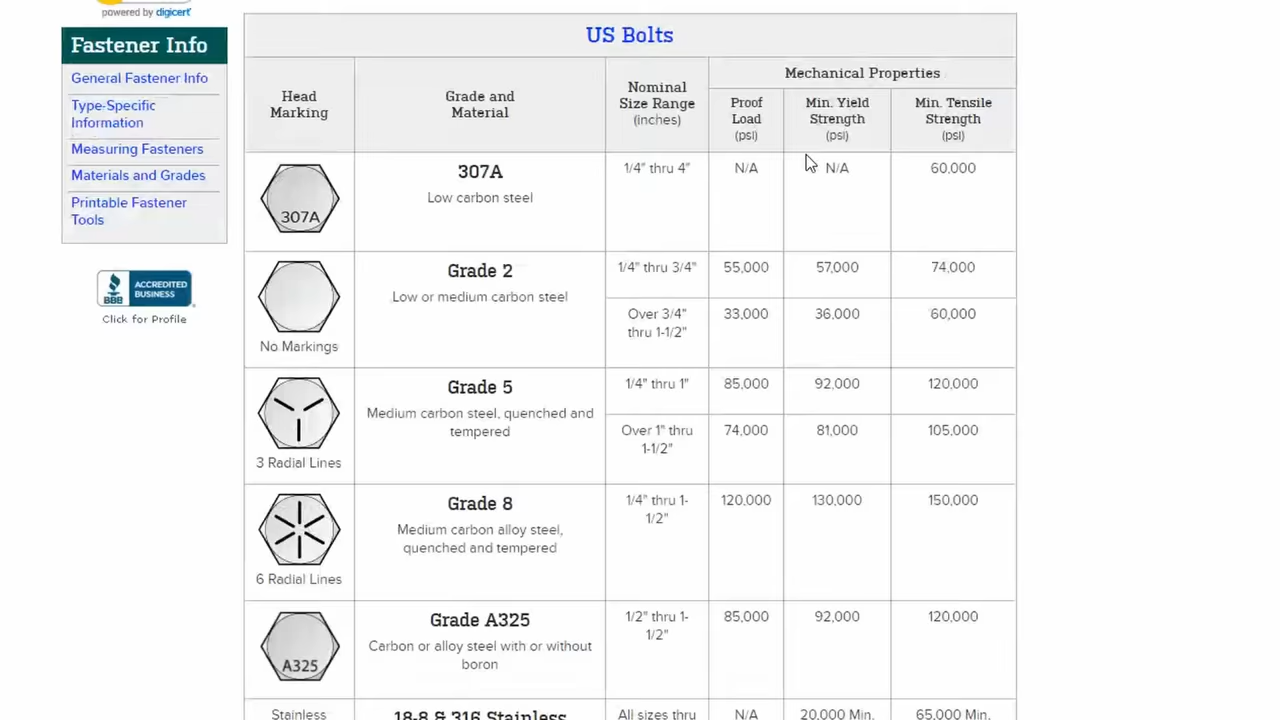 powered by digicert
Fastener Info
General Fastener Info
Type-Specific
Information
Measuring Fasteners
Materials and Grades
Printable Fastener
Tools
BBB
ACCREDITED
BUSINESS
Click for Profile
US Bolts
Head
Marking
Grade and
Material
Nominal
Size Range
(inches)
Mechanical Properties
Proof
Load
(psi)
Min. Yield
Strength
(psi)
Min. Tensile
Strength
(psi)
307A
307A
Low carbon steel
1/4" thru 4"
N/A
N/A
60,000
No Markings
Grade 2
Low or medium carbon steel
1/4" thru 3/4"
55,000
57,000
74,000
Over 3/4"
thru 1-1/2"
33,000
36,000
60,000
3 Radial Lines
Grade 5
Medium carbon steel, quenched and
tempered
1/4" thru 1"
85,000
92,000
120,000
Over 1" thru
1-1/2"
74,000
81,000
105,000
6 Radial Lines
Grade 8
Medium carbon alloy steel,
quenched and tempered
1/4" thru 1-
1/2"
120,000
130,000
150,000
A325
Grade A325
Carbon or alloy steel with or without
boron
1/2" thru 1-
1/2"
85,000
92,000
120,000
Stainless
18-8 & 316 Stainless
All sizes thru
N/A
20,000 Min.
65,000 Min.